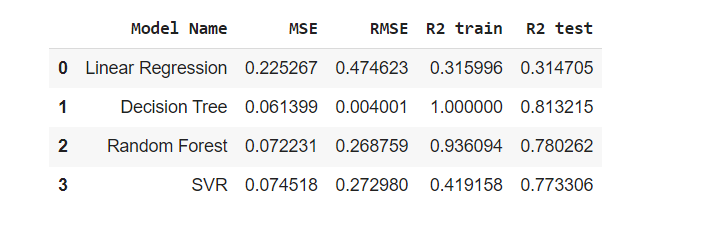 Model Name MSE RMSE R2 train R2 test
0 Linear Regression 0.225267 0.474623 0.315996 0.314705
1 Decision Tree 0.061399 0.004001 1.000000 0.813215
2 Random Forest 0.072231 0.268759 0.936094 0.780262
3 SVR 0.074518 0.272980 0.419158 0.773306